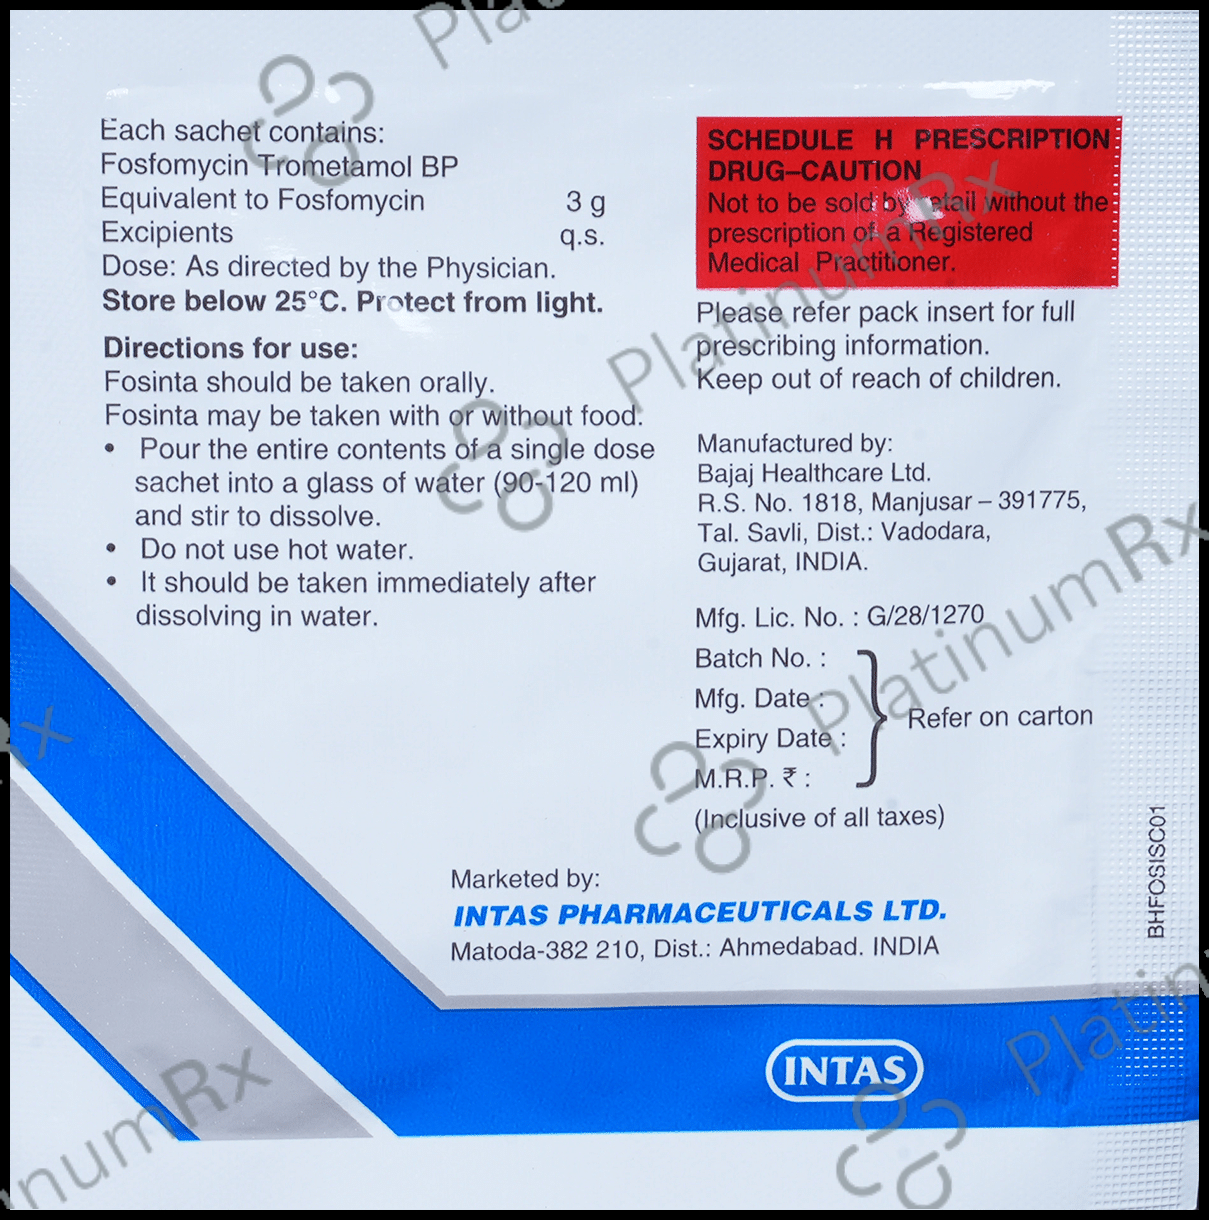 Each sachet contains:
Fosfomycin Trometamol BP
Equivalent to Fosfomycin 3 g
Excipients q.s.
Dose: As directed by the Physician.
Store below 25°C. Protect from light.
Directions for use:
Fosinta should be taken orally.
Fosinta may be taken with or without food.
• Pour the entire contents of a single dose
sachet into a glass of water (90-120 ml)
and stir to dissolve.
• Do not use hot water.
• It should be taken immediately after
dissolving in water.
SCHEDULE H PRESCRIPTION
DRUG–CAUTION
Not to be sold by retail without the
prescription of a Registered
Medical Practitioner.
Please refer pack insert for full
prescribing information.
Keep out of reach of children.
Manufactured by:
Bajaj Healthcare Ltd.
R.S. No. 1818, Manjusar – 391775,
Tal. Savli, Dist.: Vadodara,
Gujarat, INDIA.
Mfg. Lic. No. : G/28/1270
Batch No. :
Mfg. Date :
Expiry Date :
M.R.P. ₹ :
Refer on carton
(Inclusive of all taxes)
Marketed by:
INTAS PHARMACEUTICALS LTD.
Matoda-382 210, Dist.: Ahmedabad. INDIA
INTAS
BHFOSISC01
PlatinumRx
PlatinumRx